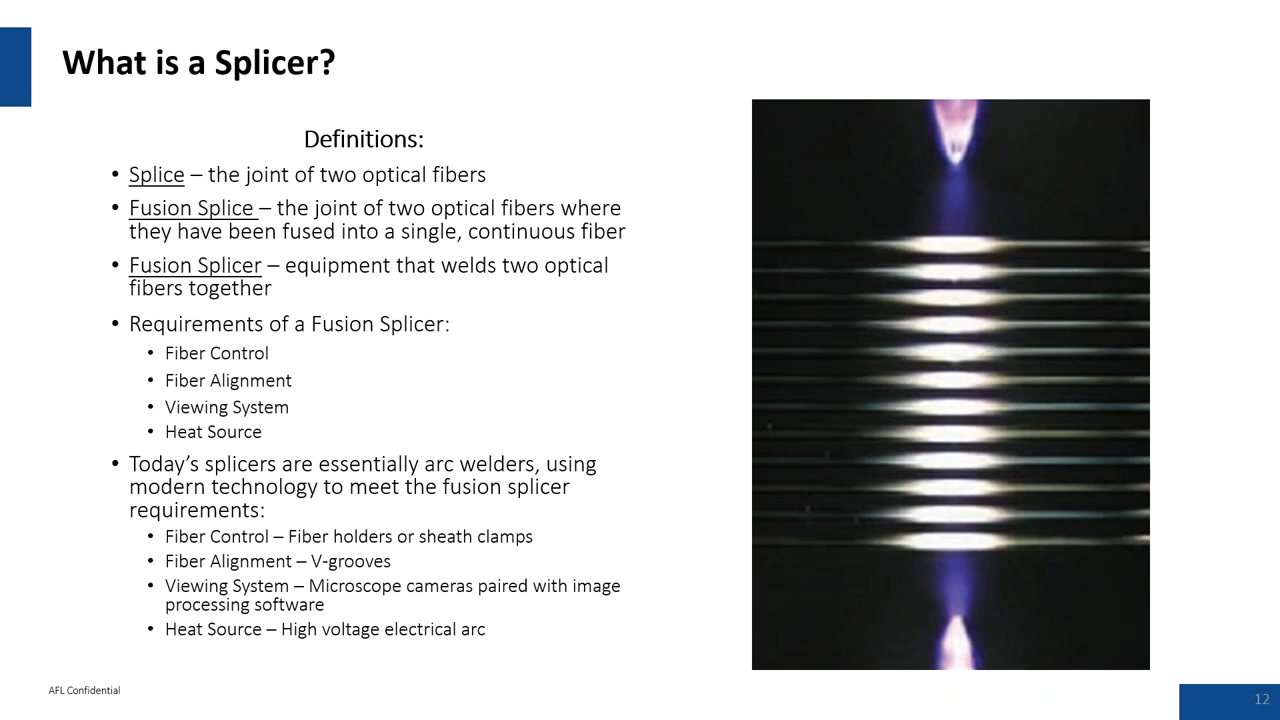 What is a Splicer?
Definitions:
• Splice – the joint of two optical fibers
• Fusion Splice – the joint of two optical fibers where
they have been fused into a single, continuous fiber
• Fusion Splicer – equipment that welds two optical
fibers together
• Requirements of a Fusion Splicer:
• Fiber Control
• Fiber Alignment
• Viewing System
• Heat Source
• Today’s splicers are essentially arc welders, using
modern technology to meet the fusion splicer
requirements:
• Fiber Control – Fiber holders or sheath clamps
• Fiber Alignment – V-grooves
• Viewing System – Microscope cameras paired with image
processing software
• Heat Source – High voltage electrical arc
AFL Confidential
12